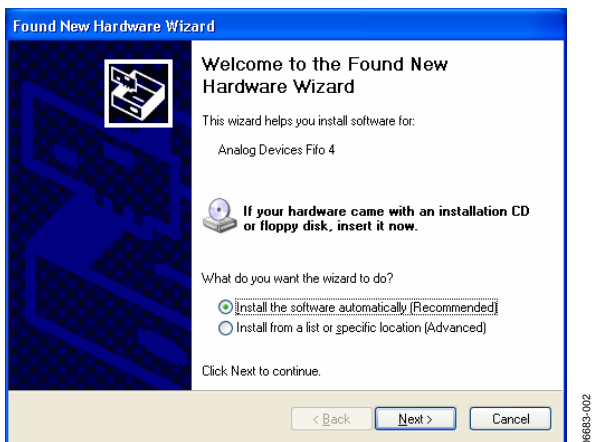 Found New Hardware Wizard
Welcome to the Found New
Hardware Wizard
This wizard helps you install software for:
Analog Devices Fifo 4
If your hardware came with an installation CD
or floppy disk, insert it now.
What do you want the wizard to do?
Install the software automatically (Recommended)
Install from a list or specific location (Advanced)
Click Next to continue.
< Back
Next >
Cancel
06683-002